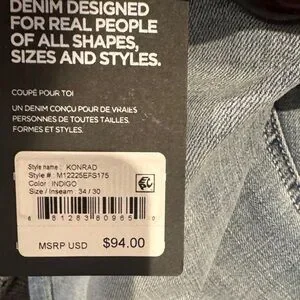 DENIM DESIGNED
FOR REAL PEOPLE
OF ALL SHAPES,
SIZES AND STYLES.
COUPÉ POUR TOI
UN DENIM CONÇU POUR DE VRAIES
PERSONNES DE TOUTES TAILLES,
FORMES ET STYLES.
Style name: KONRAD
Style #: M12225EFS175
Color: INDIGO
Size / Inseam: 34 / 30
MSRP USD $94.00